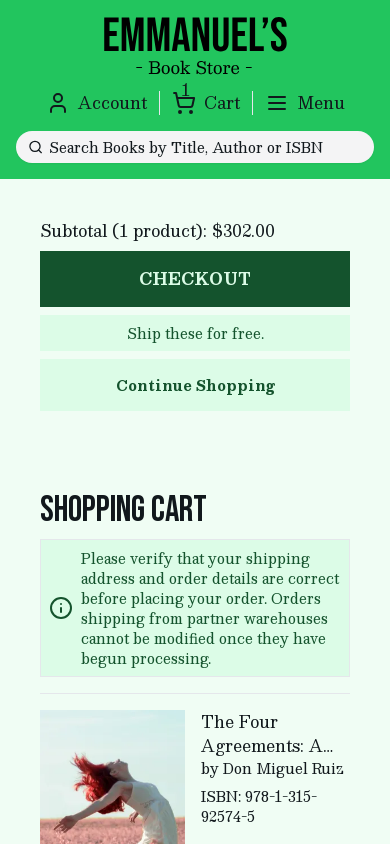 EMMANUEL'S
- Book Store -
Account
1
Cart
Menu
Search Books by Title, Author or ISBN
Subtotal (1 product): $302.00
CHECKOUT
Ship these for free.
Continue Shopping
SHOPPING CART
Please verify that your shipping
address and order details are correct
before placing your order. Orders
shipping from partner warehouses
cannot be modified once they have
begun processing.
The Four
Agreements: A...
by Don Miguel Ruiz
ISBN: 978-1-315-
92574-5